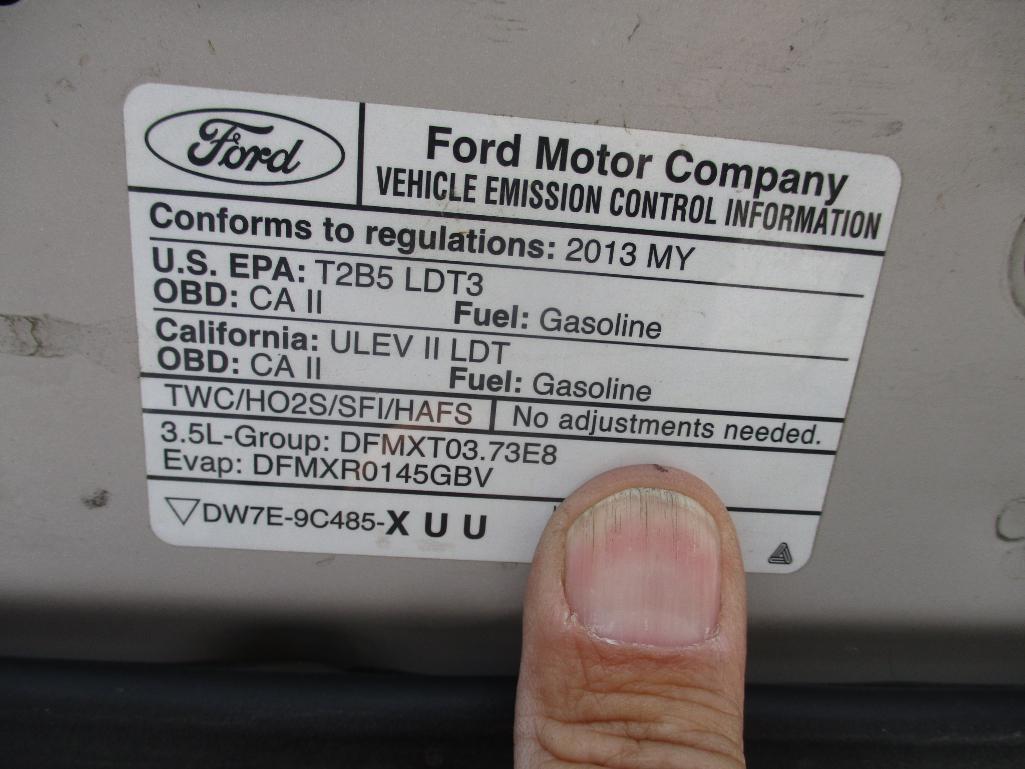 Ford
Ford Motor Company
VEHICLE EMISSION CONTROL INFORMATION
Conforms to regulations: 2013 MY
U.S. EPA: T2B5 LDT3
OBD: CA II Fuel: Gasoline
California: ULEV II LDT
OBD: CA II Fuel: Gasoline
TWC/HO2S/SFI/HAFS No adjustments needed.
3.5L-Group: DFMXT03.73E8
Evap: DFMXR0145GBV
DW7E-9C485-X U U